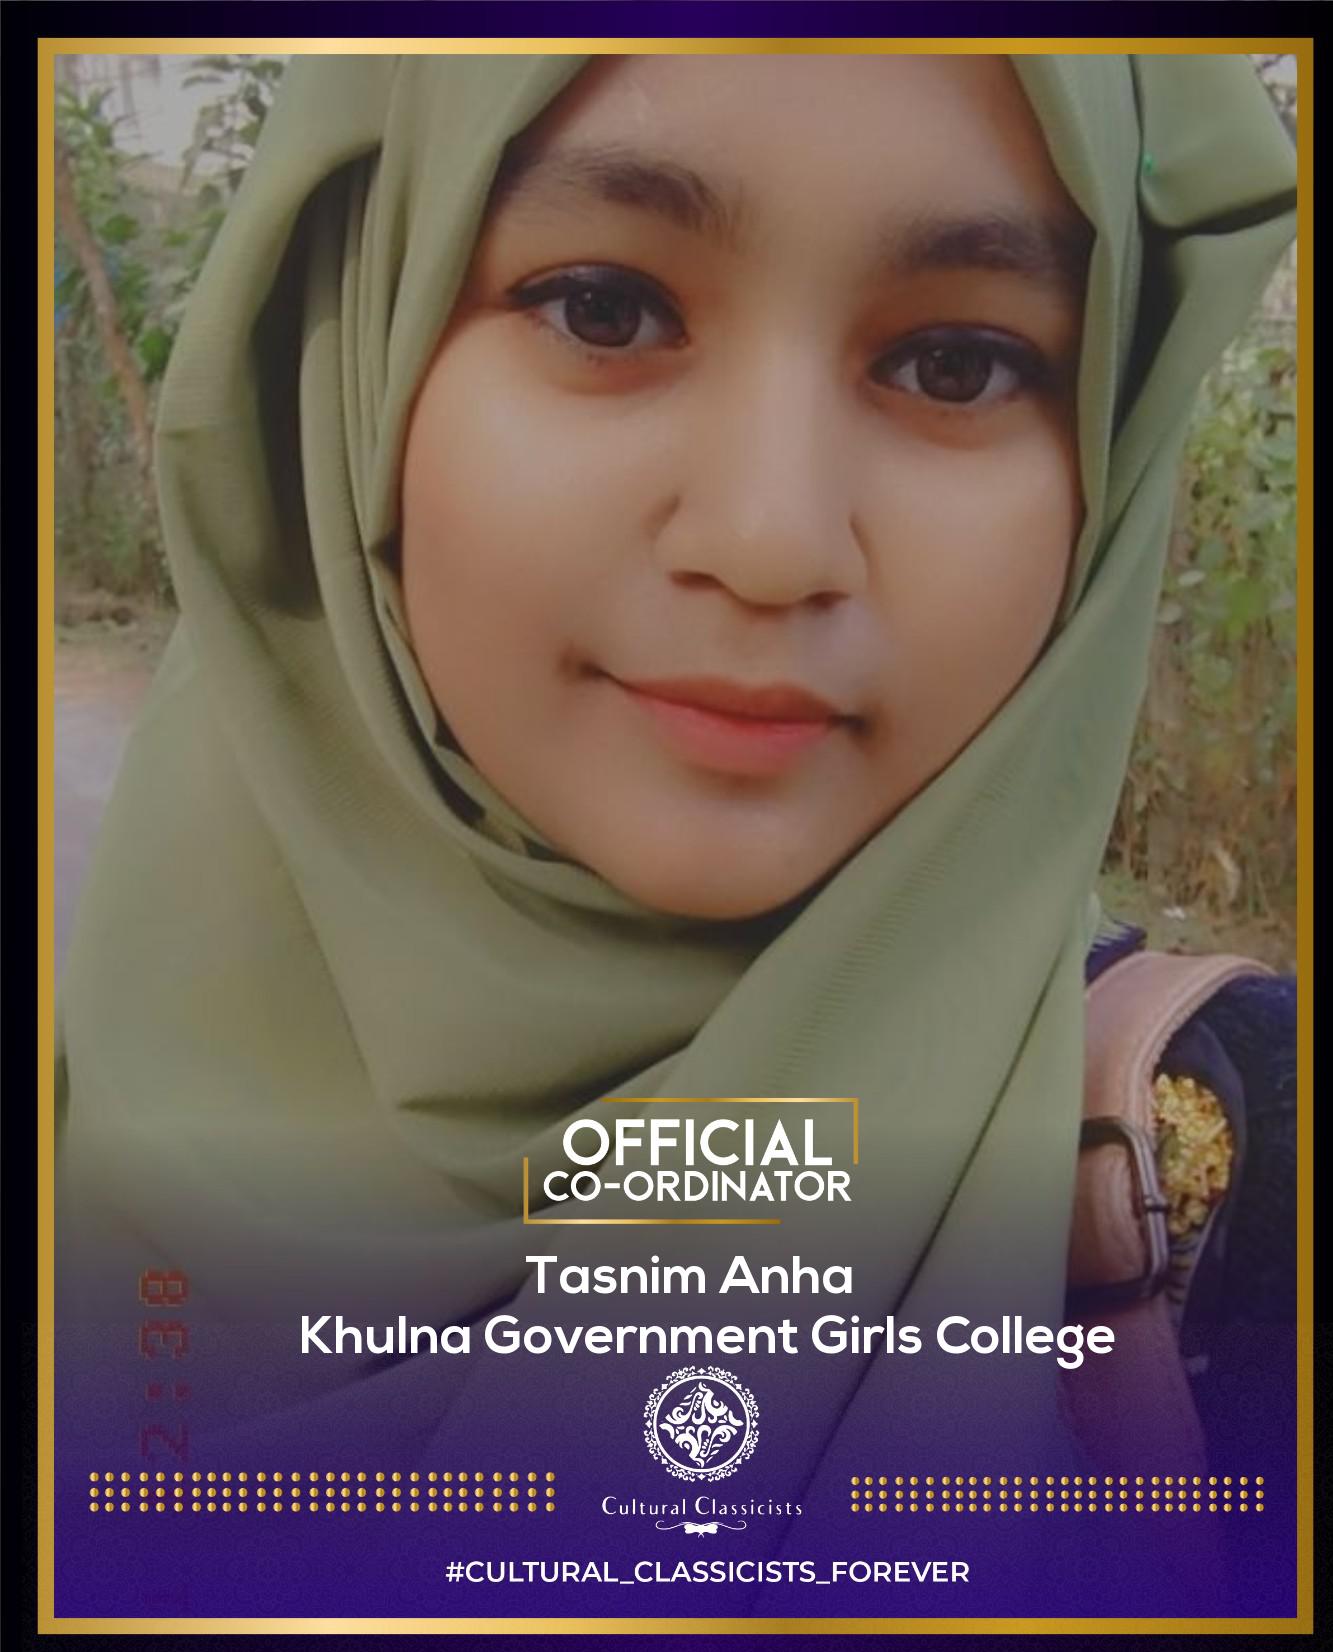 OFFICIAL
CO-ORDINATOR
Tasnim Anha
Khulna Government Girls College
Cultural Classicists
#CULTURAL_CLASSICISTS_FOREVER